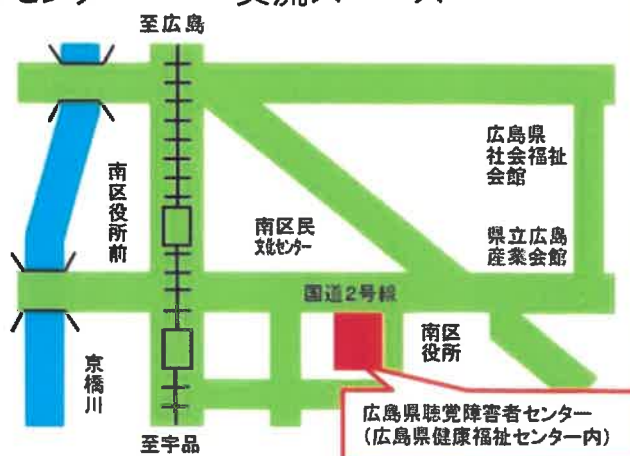 至広島
広島県
社会福祉
会館
南区役所前
南区民
文化センター
県立広島
産業会館
国道2号線
南区
役所
京橋川
広島県聴覚障害者センター
(広島県健康福祉センター内)
至宇品